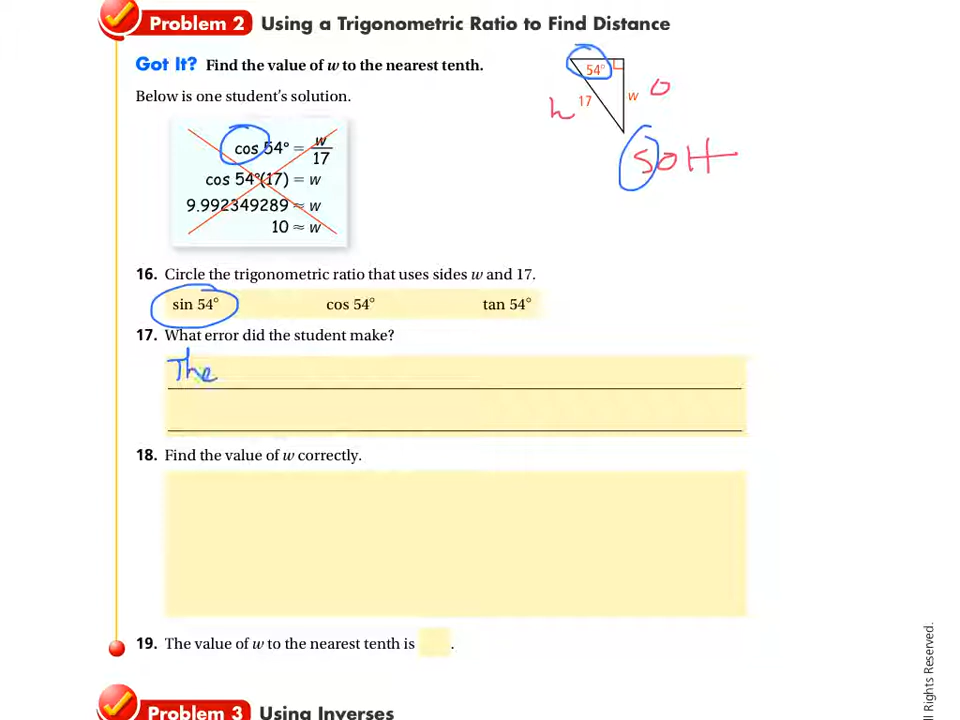 Problem 2 Using a Trigonometric Ratio to Find Distance
Got It? Find the value of w to the nearest tenth.
Below is one student's solution.
cos 54° = w/17
cos 54°(17) = w
9.992349289 ≈ w
10 ≈ w
54°
h 17 w o
SOH
16. Circle the trigonometric ratio that uses sides w and 17.
sin 54° cos 54° tan 54°
17. What error did the student make?
The
18. Find the value of w correctly.
19. The value of w to the nearest tenth is .
Problem 3 Using Inverses
ll Rights Reserved.